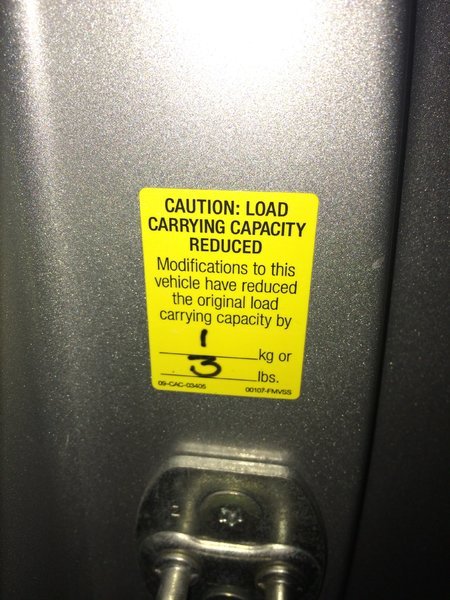 CAUTION: LOAD
CARRYING CAPACITY
REDUCED
Modifications to this
vehicle have reduced
the original load
carrying capacity by
1 kg or
3 lbs.
09-CAC-03405 00107-FMVSS